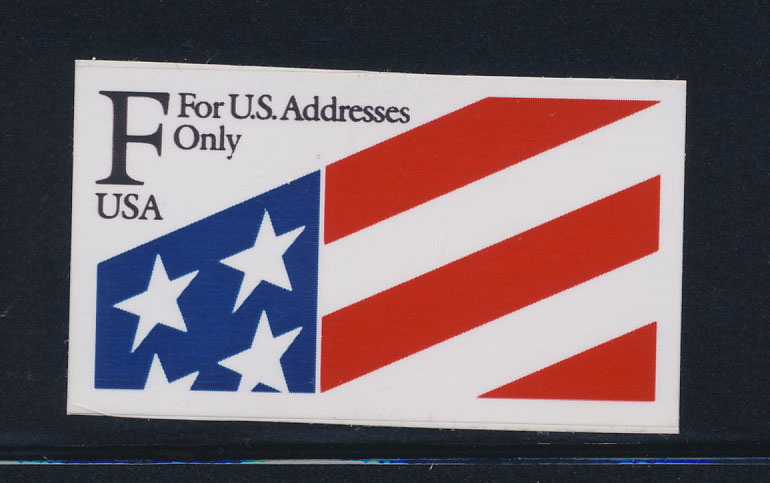 F
For U.S. Addresses
Only
USA